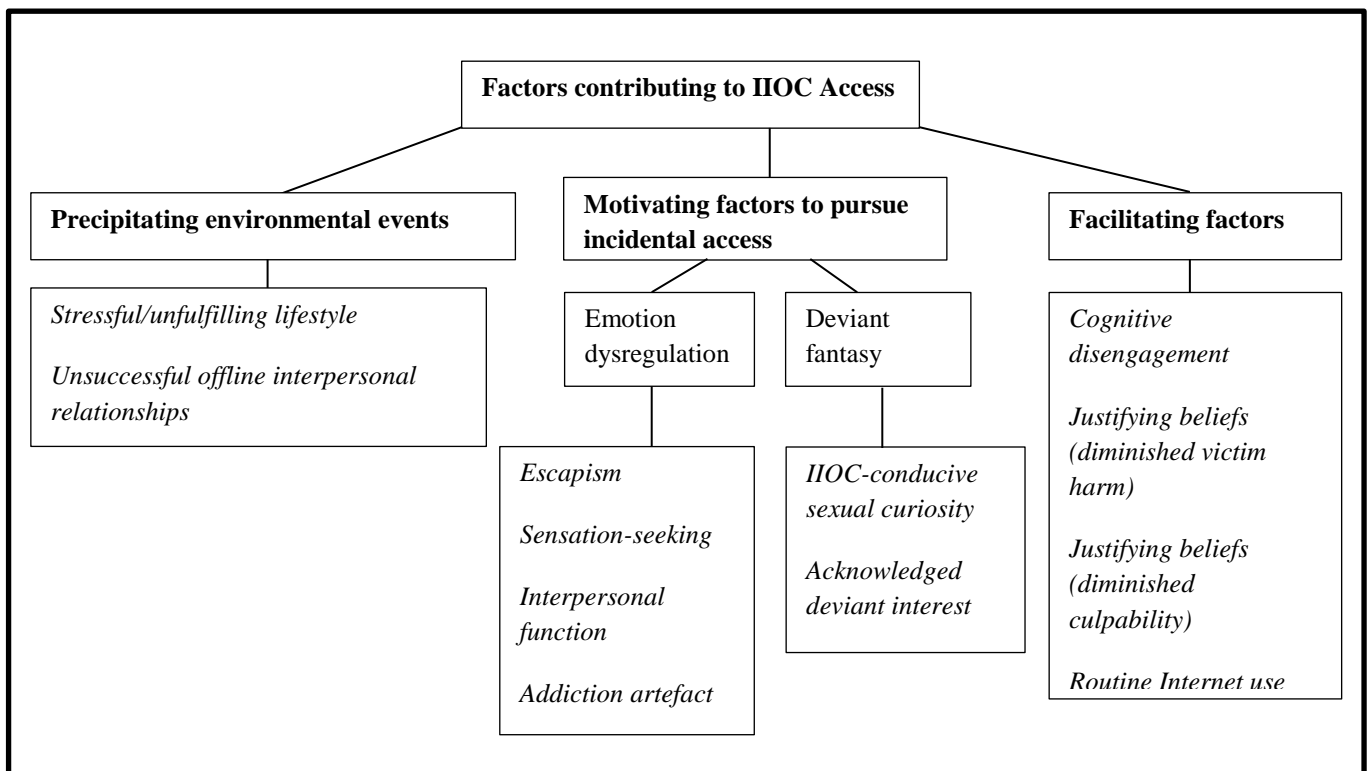 Factors contributing to IIOC Access
Precipitating environmental events
Stressful/unfulfilling lifestyle
Unsuccessful offline interpersonal
relationships
Motivating factors to pursue
incidental access
Emotion
dysregulation
Escapism
Sensation-seeking
Interpersonal
function
Addiction artefact
Deviant
fantasy
IIOC-conducive
sexual curiosity
Acknowledged
deviant interest
Facilitating factors
Cognitive
disengagement
Justifying beliefs
(diminished victim
harm)
Justifying beliefs
(diminished
culpability)
Routine Internet use